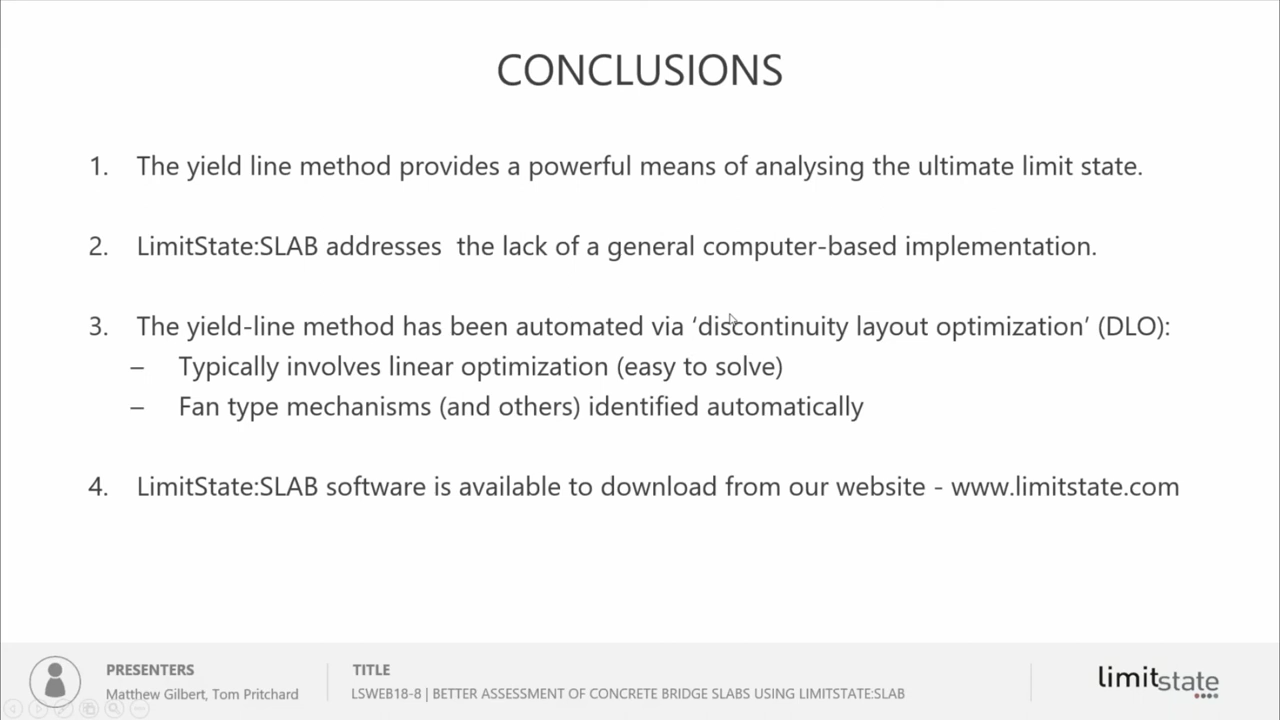 CONCLUSIONS
1. The yield line method provides a powerful means of analysing the ultimate limit state.
2. LimitState:SLAB addresses  the lack of a general computer-based implementation.
3. The yield-line method has been automated via ‘discontinuity layout optimization’ (DLO):
– Typically involves linear optimization (easy to solve)
– Fan type mechanisms (and others) identified automatically
4. LimitState:SLAB software is available to download from our website - www.limitstate.com
PRESENTERS
Matthew Gilbert, Tom Pritchard
TITLE
LSWEB18-8 | BETTER ASSESSMENT OF CONCRETE BRIDGE SLABS USING LIMITSTATE:SLAB
limitstate